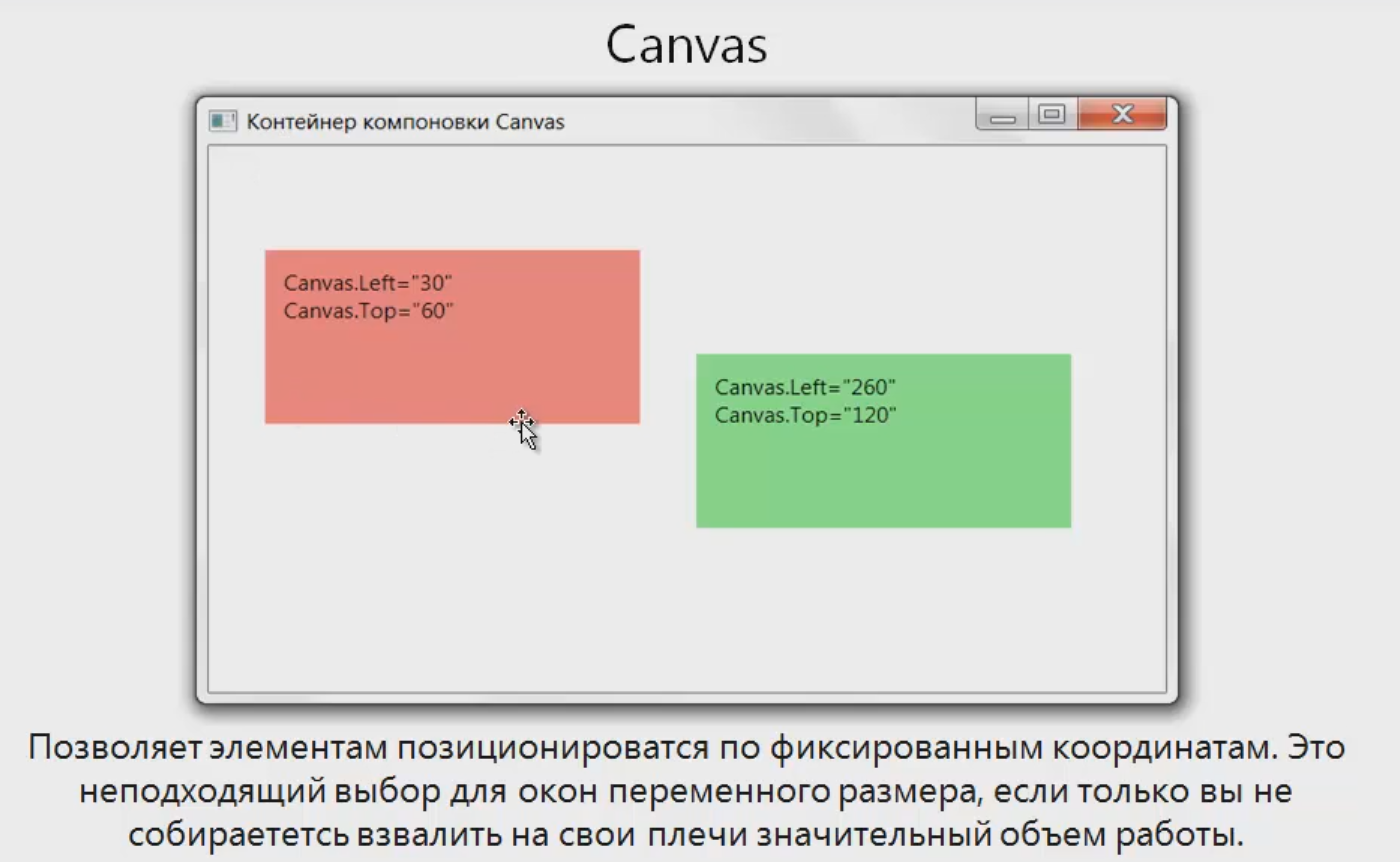 Canvas
Контейнер компоновки Canvas
Canvas.Left="30"
Canvas.Top="60"
Canvas.Left="260"
Canvas.Top="120"
Позволяет элементам позиционироватся по фиксированным координатам. Это
неподходящий выбор для окон переменного размера, если только вы не
собираететсь взвалить на свои плечи значительный объем работы.